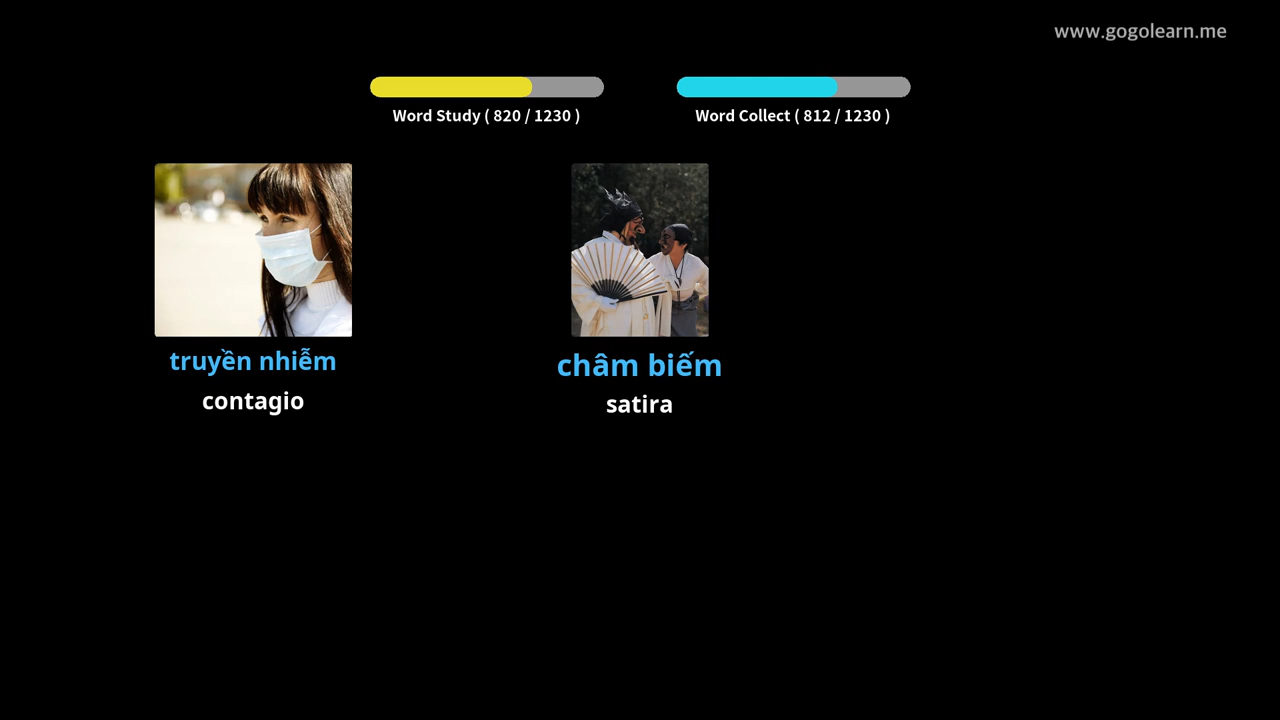 www.gogolearn.me
Word Study ( 820 / 1230 )
Word Collect ( 812 / 1230 )
truyền nhiễm
contagio
châm biếm
satira